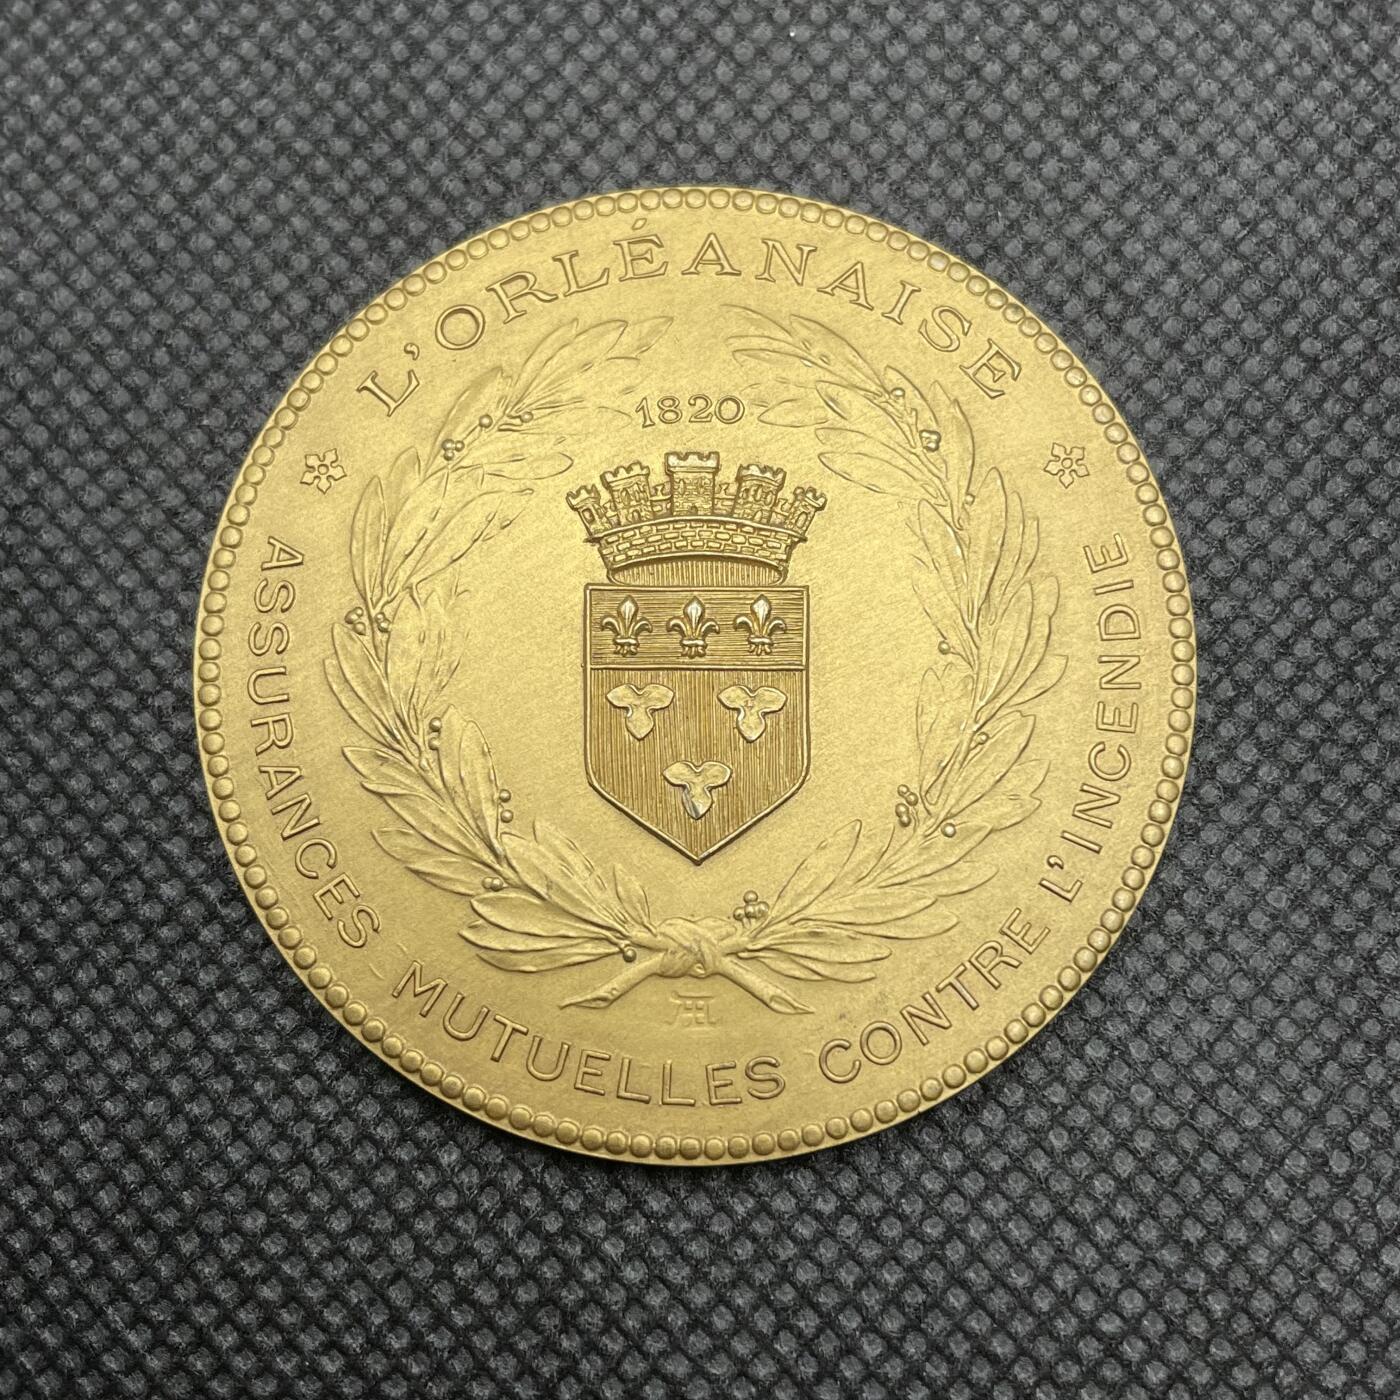 L'ORLÉANAISE
1820
ASSURANCES MUTUELLES CONTRE L'INCENDIE